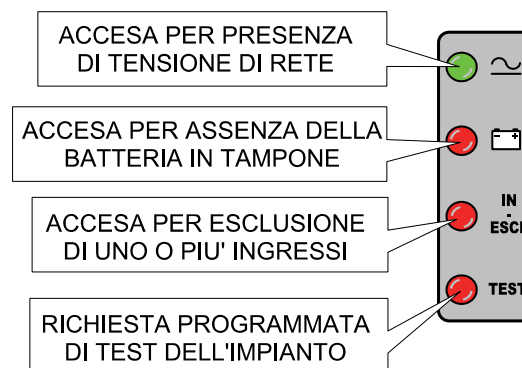 ACCESA PER PRESENZA
DI TENSIONE DI RETE
ACCESA PER ASSENZA DELLA
BATTERIA IN TAMPONE
IN
-
ESCL
ACCESA PER ESCLUSIONE
DI UNO O PIU' INGRESSI
TEST
RICHIESTA PROGRAMMATA
DI TEST DELL'IMPIANTO